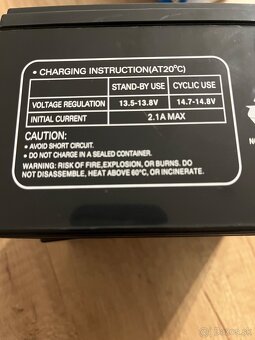 • CHARGING INSTRUCTION(AT20°C)
STAND-BY USE CYCLIC USE
VOLTAGE REGULATION 13.5-13.8V 14.7-14.8V
INITIAL CURRENT 2.1A MAX
CAUTION:
• AVOID SHORT CIRCUIT.
• DO NOT CHARGE IN A SEALED CONTAINER.
WARNING: RISK OF FIRE,EXPLOSION, OR BURNS. DO
NOT DISASSEMBLE, HEAT ABOVE 60°C, OR INCINERATE.